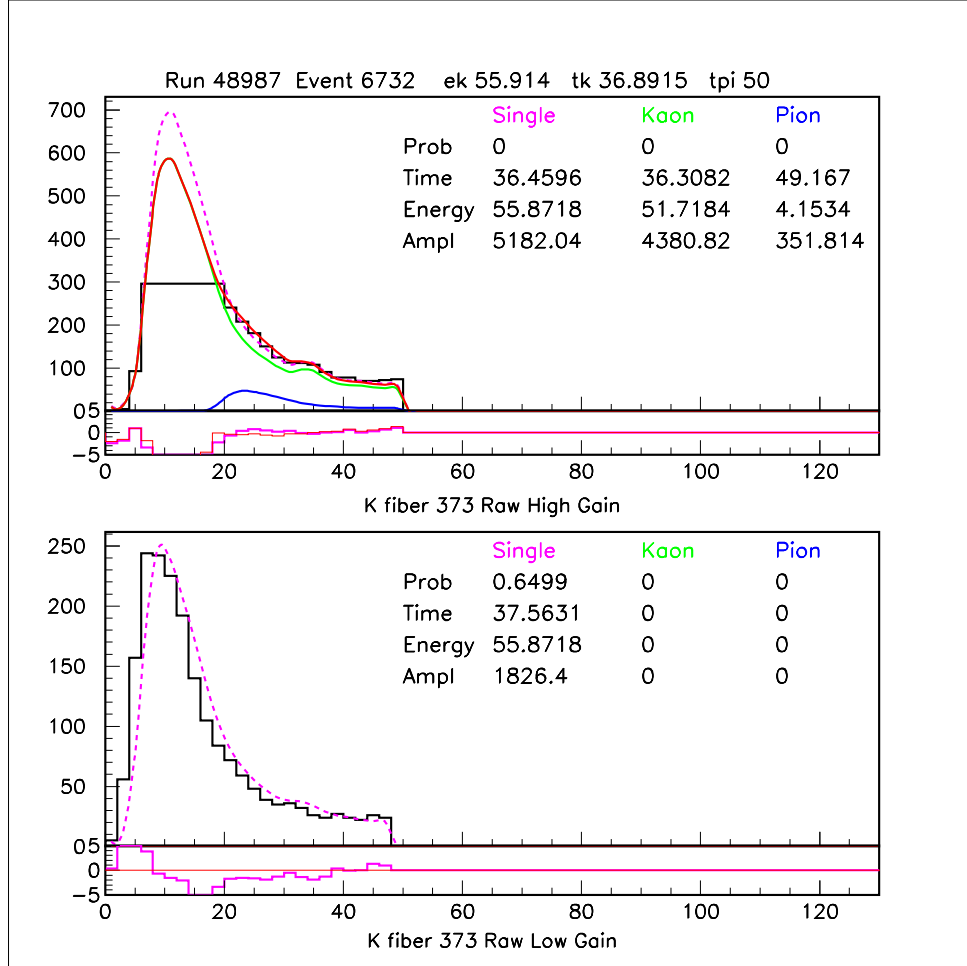 Run 48987 Event 6732 ek 55.914 tk 36.8915 tpi 50
700
600
500
400
300
200
100
0
Single Kaon Pion
Prob 0 0 0
Time 36.4596 36.3082 49.167
Energy 55.8718 51.7184 4.1534
Ampl 5182.04 4380.82 351.814
5
0
-5
0 20 40 60 80 100 120
K fiber 373 Raw High Gain
250
200
150
100
50
0
Single Kaon Pion
Prob 0.6499 0 0
Time 37.5631 0 0
Energy 55.8718 0 0
Ampl 1826.4 0 0
5
0
-5
0 20 40 60 80 100 120
K fiber 373 Raw Low Gain